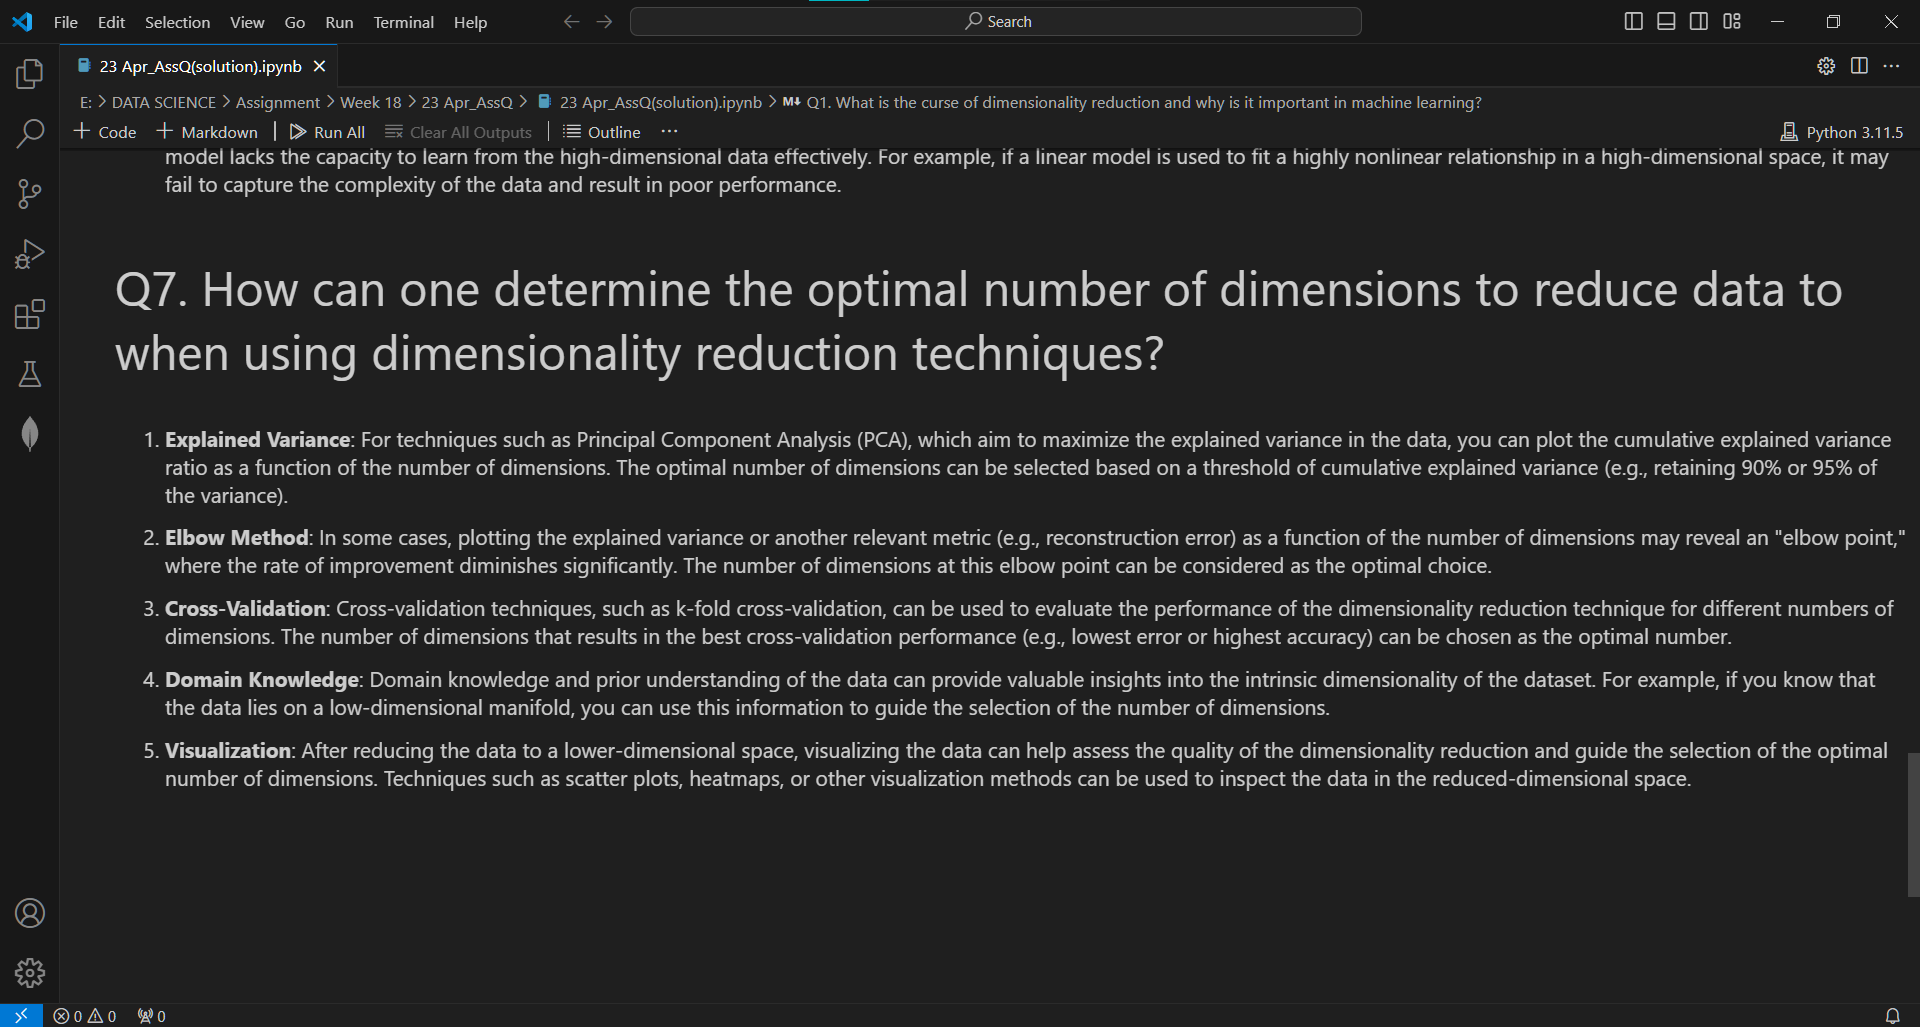 File Edit Selection View Go Run Terminal Help
Search
23 Apr_AssQ(solution).ipynb
E: > DATA SCIENCE > Assignment > Week 18 > 23 Apr_AssQ > 23 Apr_AssQ(solution).ipynb > M↓ Q1. What is the curse of dimensionality reduction and why is it important in machine learning?
+ Code + Markdown | Run All Clear All Outputs | Outline ...
Python 3.11.5
model lacks the capacity to learn from the high-dimensional data effectively. For example, if a linear model is used to fit a highly nonlinear relationship in a high-dimensional space, it may
fail to capture the complexity of the data and result in poor performance.
Q7. How can one determine the optimal number of dimensions to reduce data to
when using dimensionality reduction techniques?
1. Explained Variance: For techniques such as Principal Component Analysis (PCA), which aim to maximize the explained variance in the data, you can plot the cumulative explained variance
ratio as a function of the number of dimensions. The optimal number of dimensions can be selected based on a threshold of cumulative explained variance (e.g., retaining 90% or 95% of
the variance).
2. Elbow Method: In some cases, plotting the explained variance or another relevant metric (e.g., reconstruction error) as a function of the number of dimensions may reveal an "elbow point,"
where the rate of improvement diminishes significantly. The number of dimensions at this elbow point can be considered as the optimal choice.
3. Cross-Validation: Cross-validation techniques, such as k-fold cross-validation, can be used to evaluate the performance of the dimensionality reduction technique for different numbers of
dimensions. The number of dimensions that results in the best cross-validation performance (e.g., lowest error or highest accuracy) can be chosen as the optimal number.
4. Domain Knowledge: Domain knowledge and prior understanding of the data can provide valuable insights into the intrinsic dimensionality of the dataset. For example, if you know that
the data lies on a low-dimensional manifold, you can use this information to guide the selection of the number of dimensions.
5. Visualization: After reducing the data to a lower-dimensional space, visualizing the data can help assess the quality of the dimensionality reduction and guide the selection of the optimal
number of dimensions. Techniques such as scatter plots, heatmaps, or other visualization methods can be used to inspect the data in the reduced-dimensional space.
0 0 0